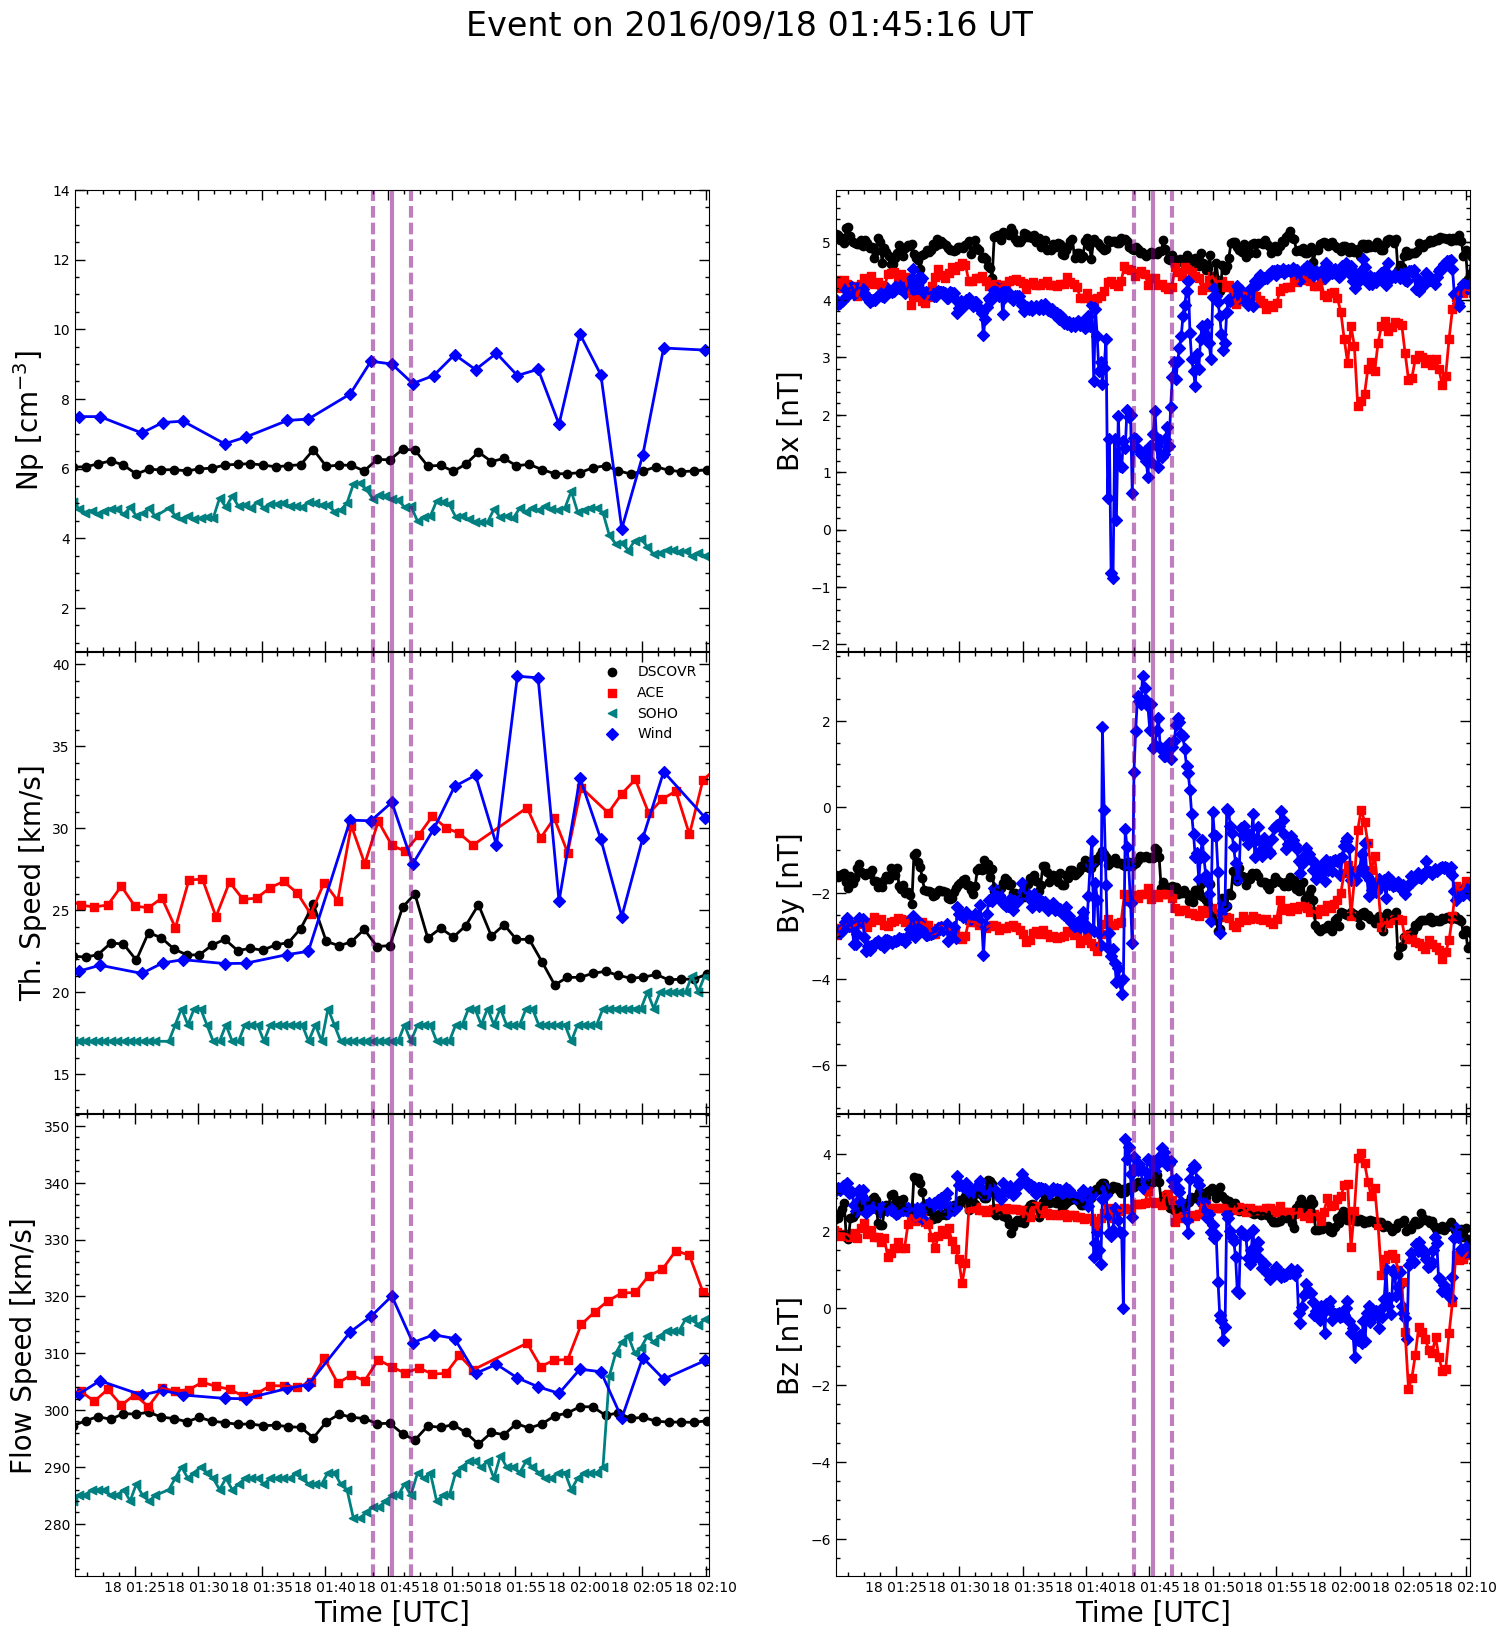 Event on 2016/09/18 01:45:16 UT
Np [cm⁻³]
14
12
10
8
6
4
2
Th. Speed [km/s]
40
35
30
25
20
15
DSCOVR
ACE
SOHO
Wind
Flow Speed [km/s]
350
340
330
320
310
300
290
280
18 01:25 18 01:30 18 01:35 18 01:40 18 01:45 18 01:50 18 01:55 18 02:00 18 02:05 18 02:10
Time [UTC]
Bx [nT]
5
4
3
2
1
0
−1
−2
By [nT]
2
0
−2
−4
−6
Bz [nT]
4
2
0
−2
−4
−6
18 01:25 18 01:30 18 01:35 18 01:40 18 01:45 18 01:50 18 01:55 18 02:00 18 02:05 18 02:10
Time [UTC]